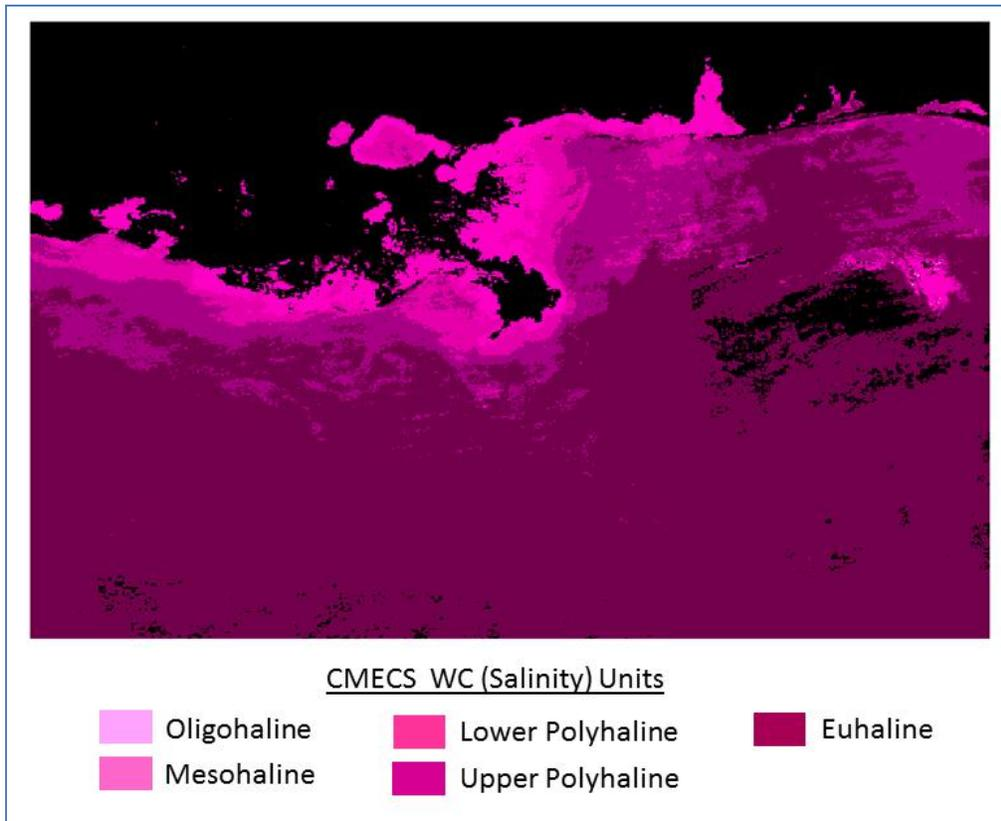 CMECS WC (Salinity) Units
Oligohaline
Mesohaline
Lower Polyhaline
Upper Polyhaline
Euhaline